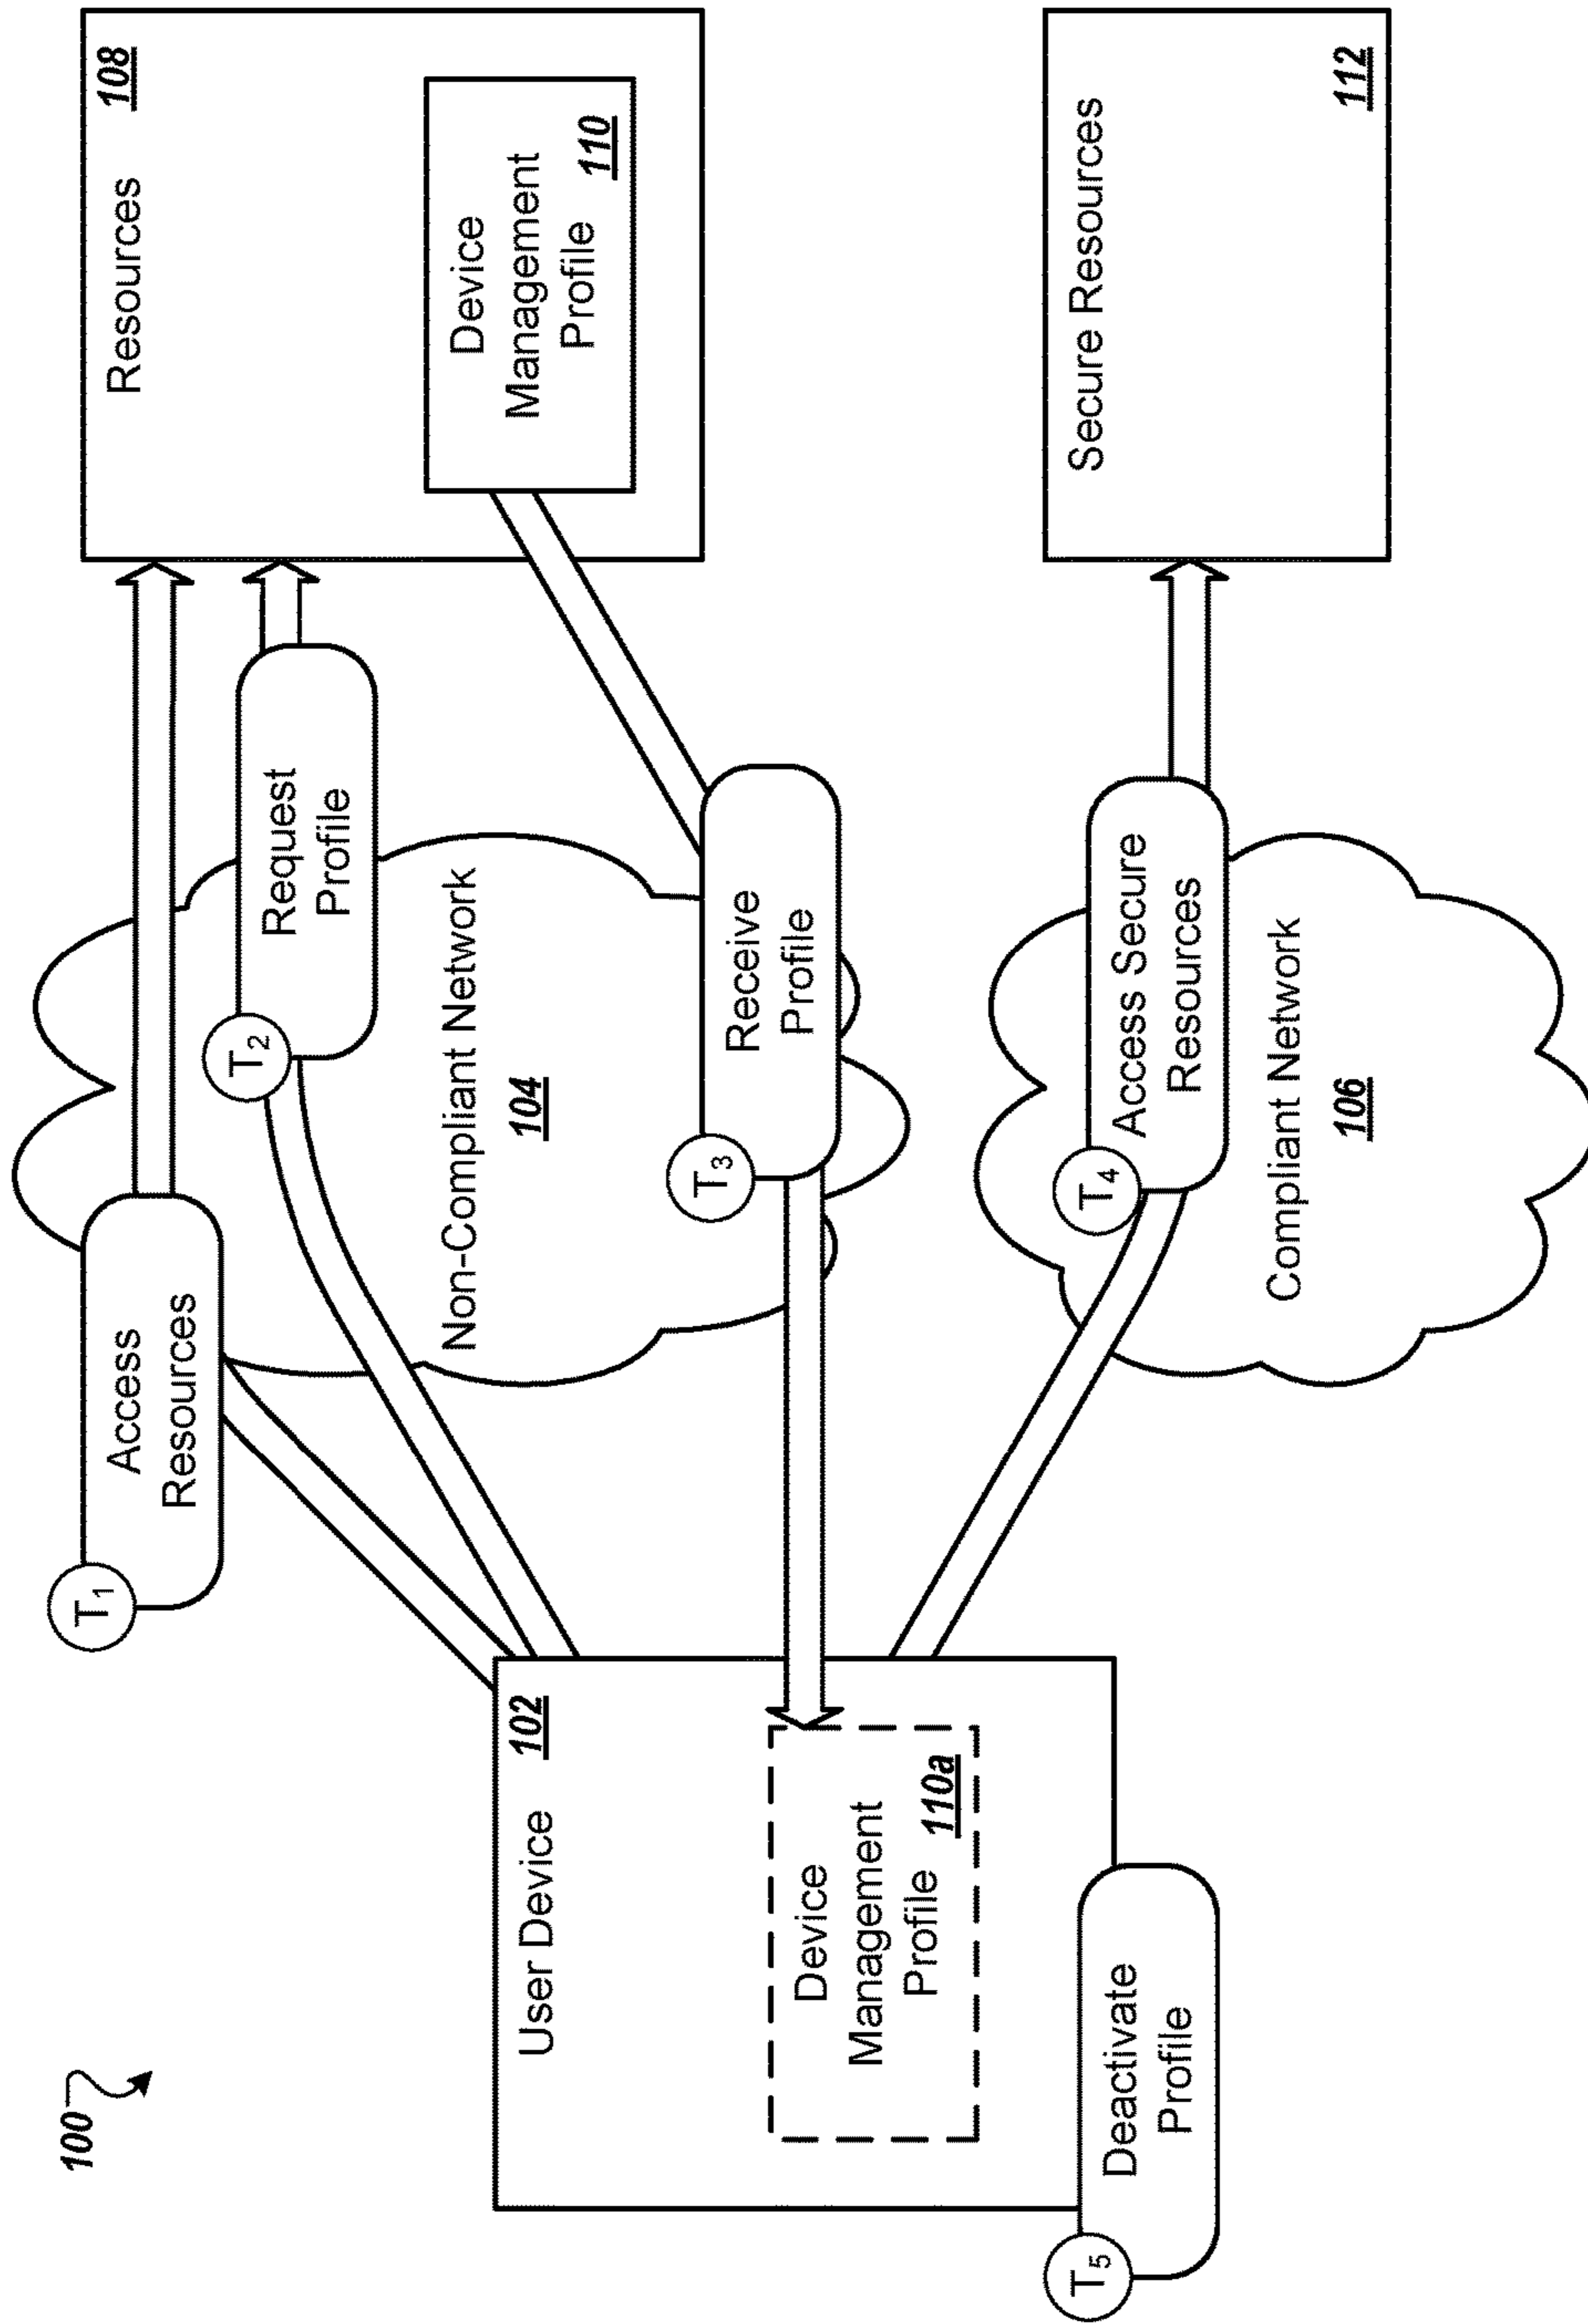 100
User Device
102
Device
Management
Profile
110a
T5
Deactivate
Profile
T1
Access
Resources
T2
Request
Profile
Non-Compliant Network
104
T3
Receive
Profile
T4
Access Secure
Resources
Compliant Network
106
Resources
108
Device
Management
Profile
110
Secure Resources
112